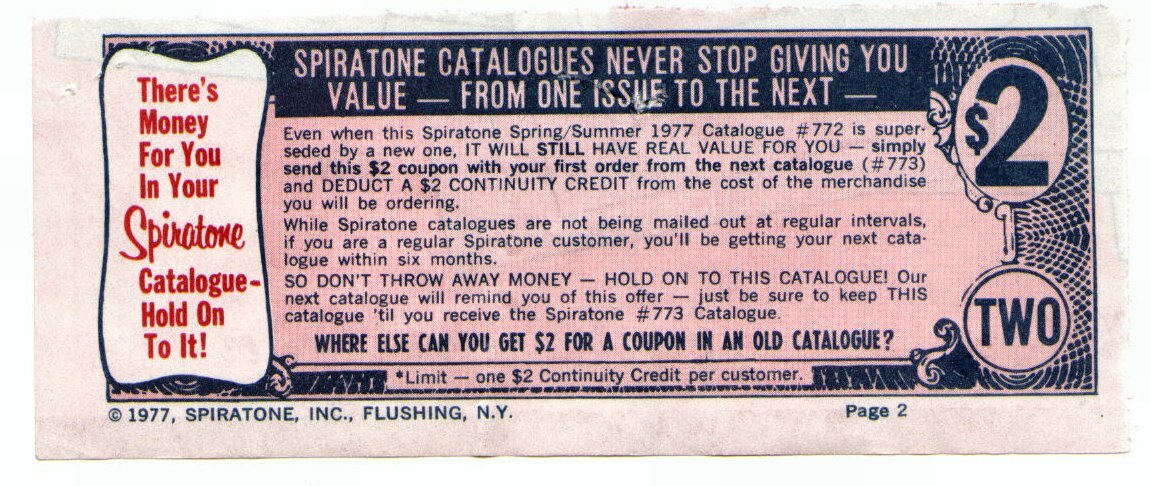 There's
Money
For You
In Your
Spiratone
Catalogue-
Hold On
To It!
SPIRATONE CATALOGUES NEVER STOP GIVING YOU
VALUE — FROM ONE ISSUE TO THE NEXT —
Even when this Spiratone Spring/Summer 1977 Catalogue #772 is super-
seded by a new one, IT WILL STILL HAVE REAL VALUE FOR YOU — simply
send this $2 coupon with your first order from the next catalogue (#773)
and DEDUCT A $2 CONTINUITY CREDIT from the cost of the merchandise
you will be ordering.
While Spiratone catalogues are not being mailed out at regular intervals,
if you are a regular Spiratone customer, you'll be getting your next cata-
logue within six months.
SO DON'T THROW AWAY MONEY — HOLD ON TO THIS CATALOGUE! Our
next catalogue will remind you of this offer — just be sure to keep THIS
catalogue 'til you receive the Spiratone #773 Catalogue.
WHERE ELSE CAN YOU GET $2 FOR A COUPON IN AN OLD CATALOGUE?
*Limit — one $2 Continuity Credit per customer.
$2
TWO
© 1977, SPIRATONE, INC., FLUSHING, N.Y.
Page 2